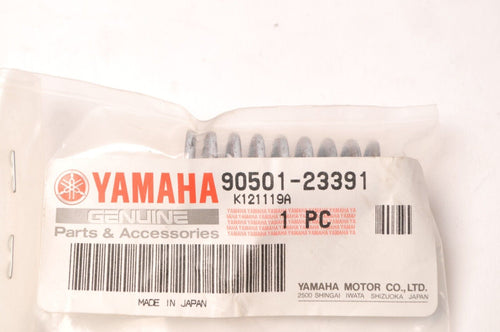 YAMAHA 90501-23391
K121119A
GENUINE
Parts & Accessories
1 PC
YAMAHA MOTOR CO., LTD.
2500 SHINGAI IWATA SHIZUOKA JAPAN
MADE IN JAPAN